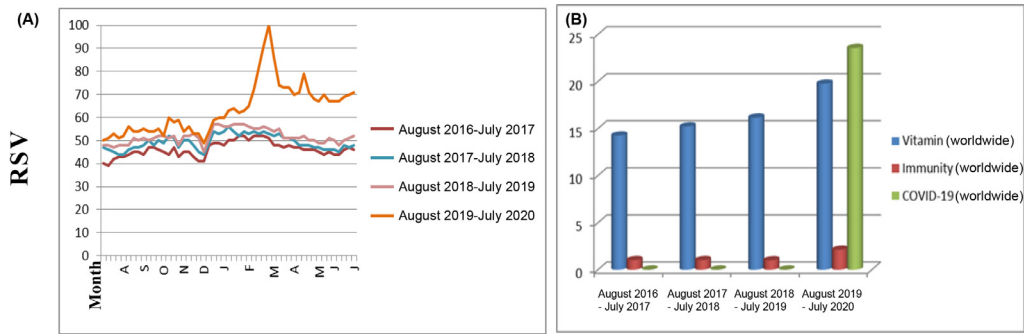 (A)
RSV
100
90
80
70
60
50
40
30
20
10
0
Month
A
S
O
N
D
J
F
M
A
M
J
J
August 2016-July 2017
August 2017-July 2018
August 2018-July 2019
August 2019-July 2020
(B)
25
20
15
10
5
0
August 2016
- July 2017
August 2017
- July 2018
August 2018
- July 2019
August 2019
- July 2020
Vitamin (worldwide)
Immunity (worldwide)
COVID-19 (worldwide)